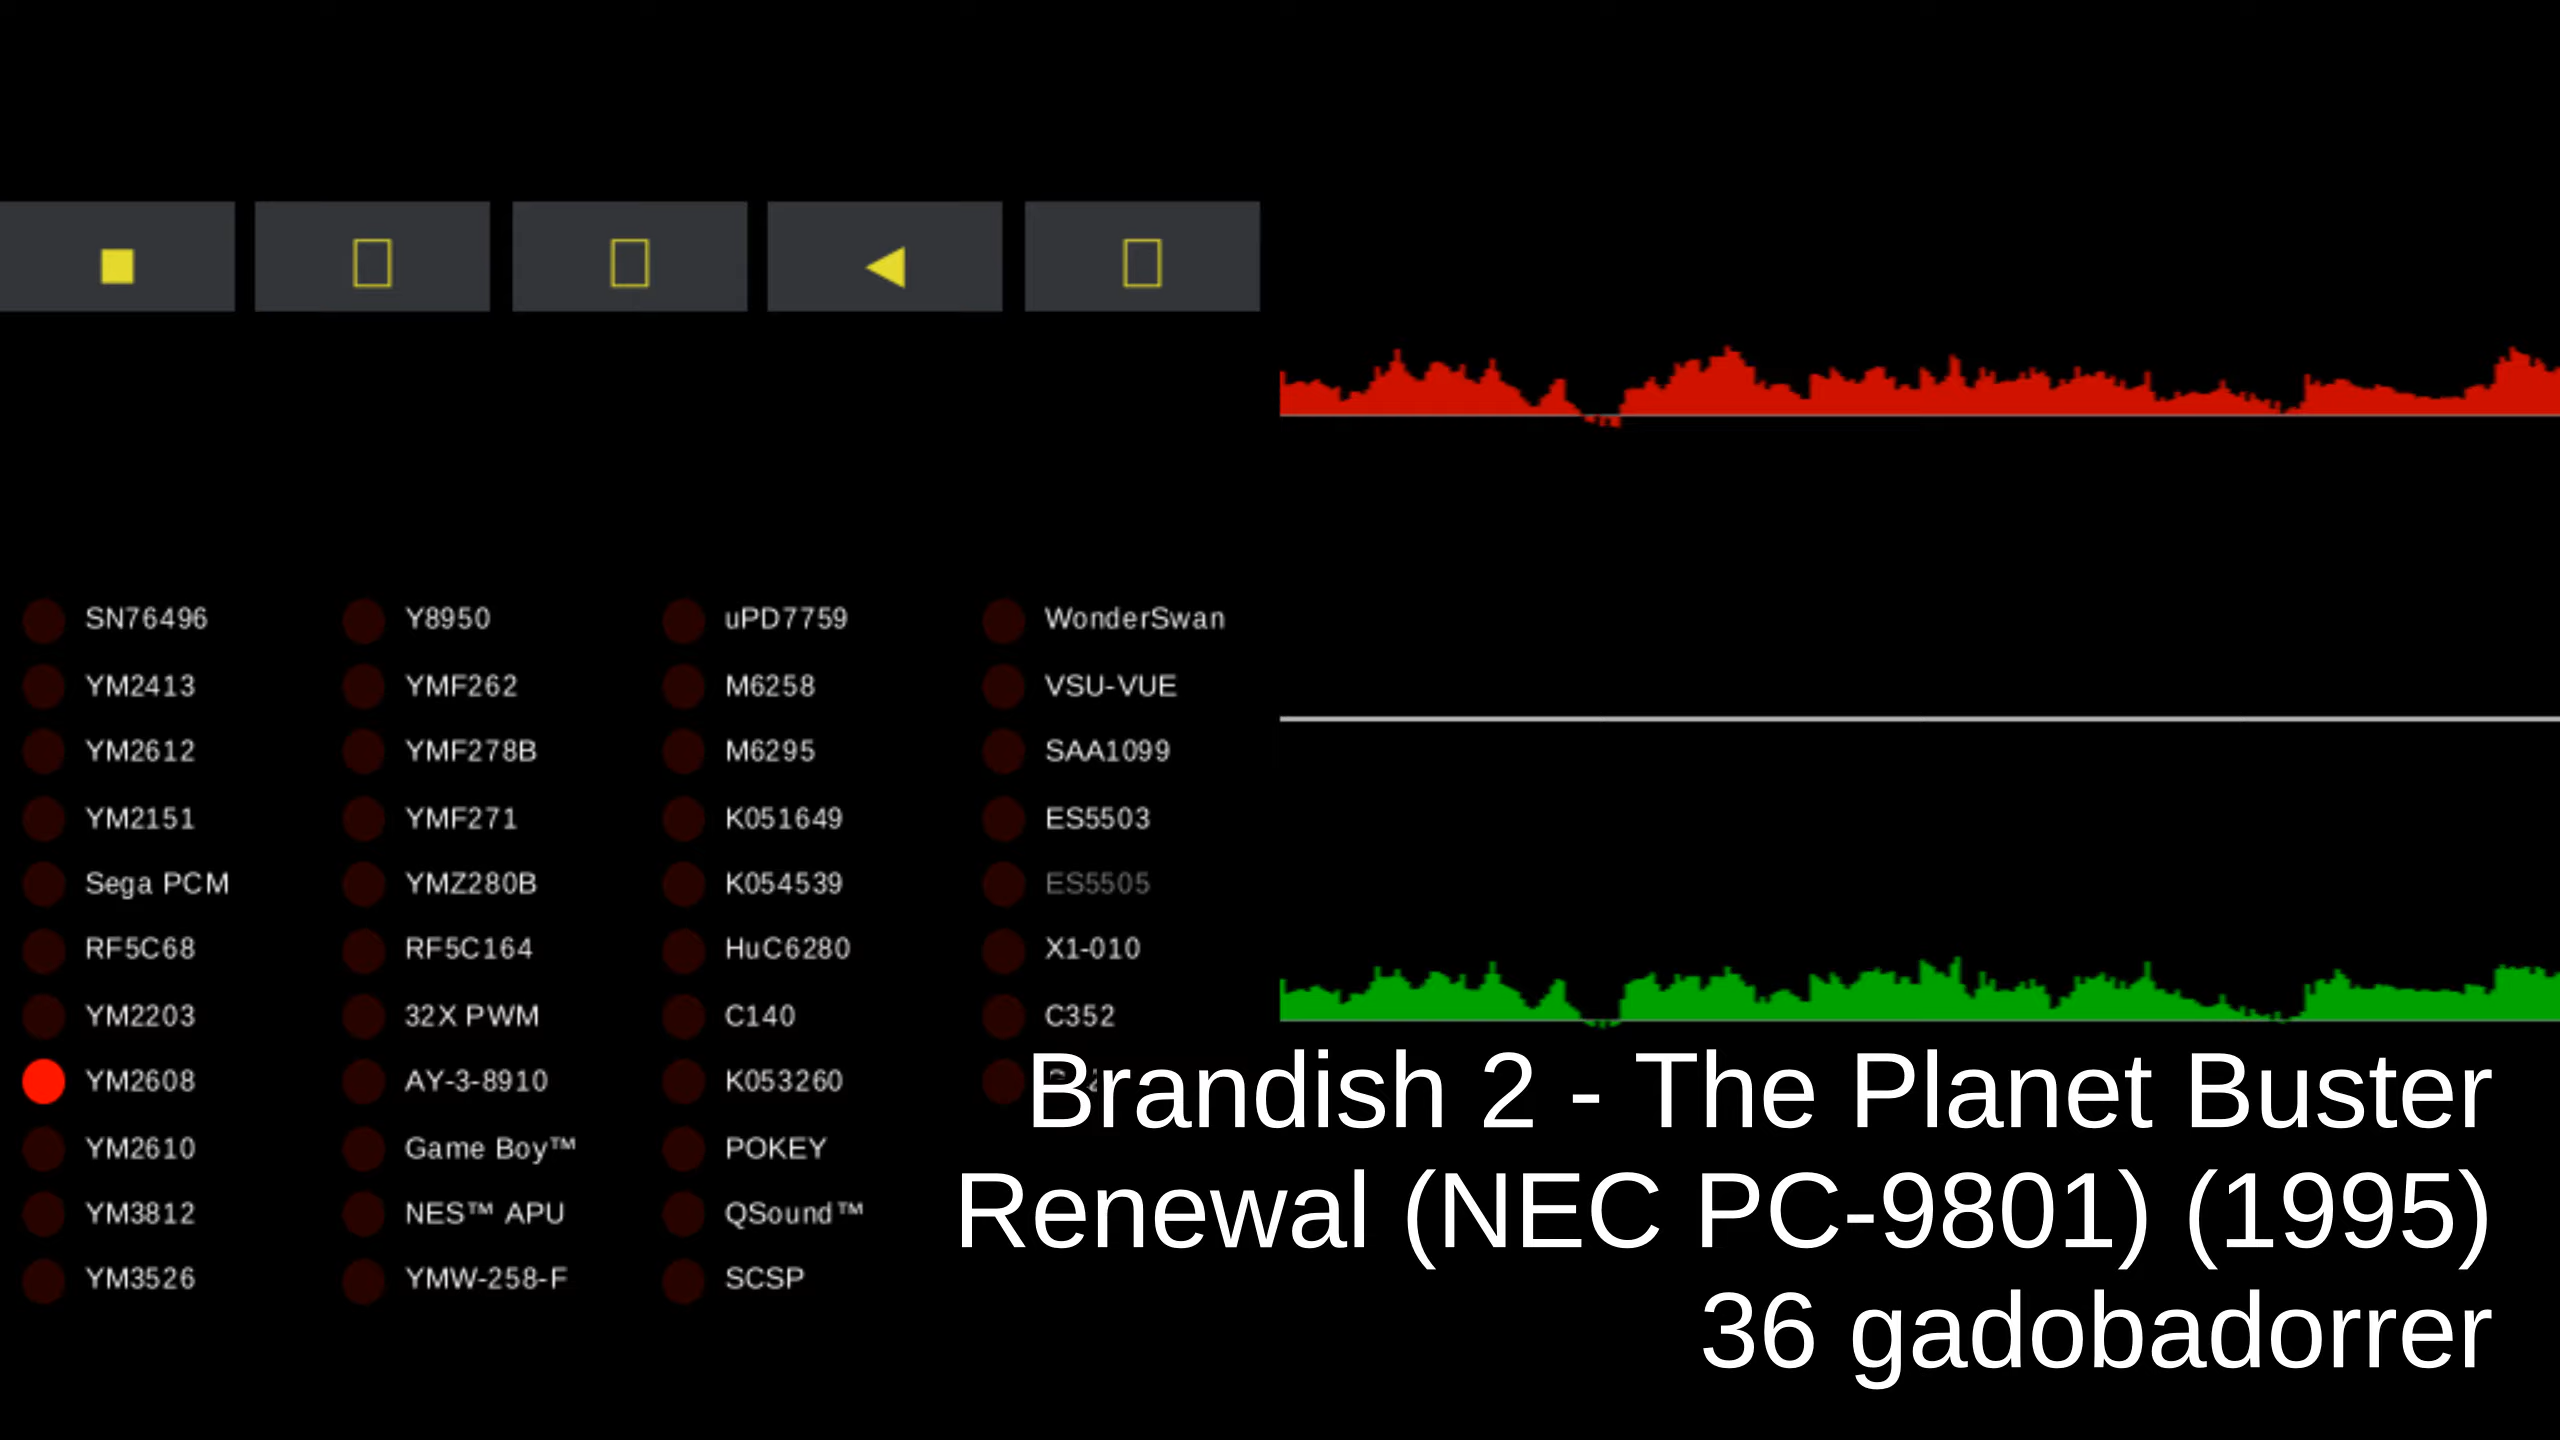 SN76496
YM2413
YM2612
YM2151
Sega PCM
RF5C68
YM2203
YM2608
YM2610
YM3812
YM3526
Y8950
YMF262
YMF278B
YMF271
YMZ280B
RF5C164
32X PWM
AY-3-8910
Game Boy™
NES™ APU
YMW-258-F
uPD7759
M6258
M6295
K051649
K054539
HuC6280
C140
K053260
POKEY
QSound™
SCSP
WonderSwan
VSU-VUE
SAA1099
ES5503
ES5505
X1-010
C352
Brandish 2 - The Planet Buster
Renewal (NEC PC-9801) (1995)
36 gadobadorrer